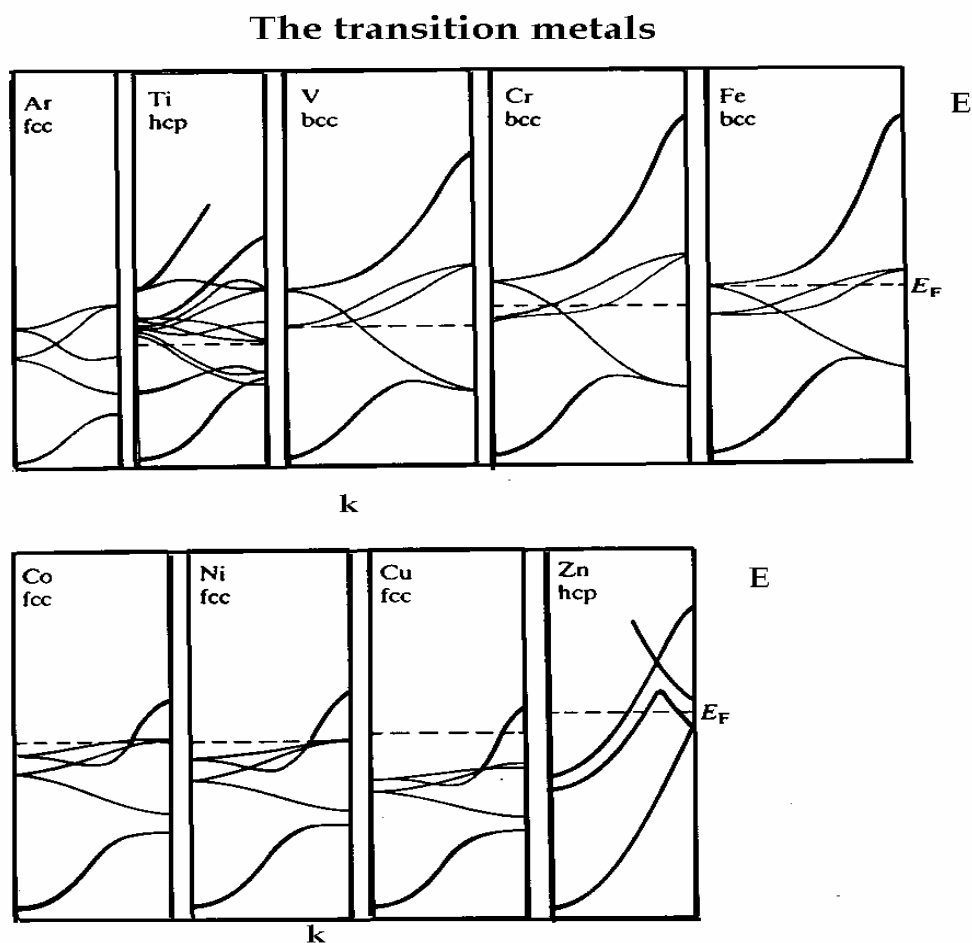 The transition metals
Ar
fcc
Ti
hcp
V
bcc
Cr
bcc
Fe
bcc
E
E_F
k
Co
fcc
Ni
fcc
Cu
fcc
Zn
hcp
E
E_F
k